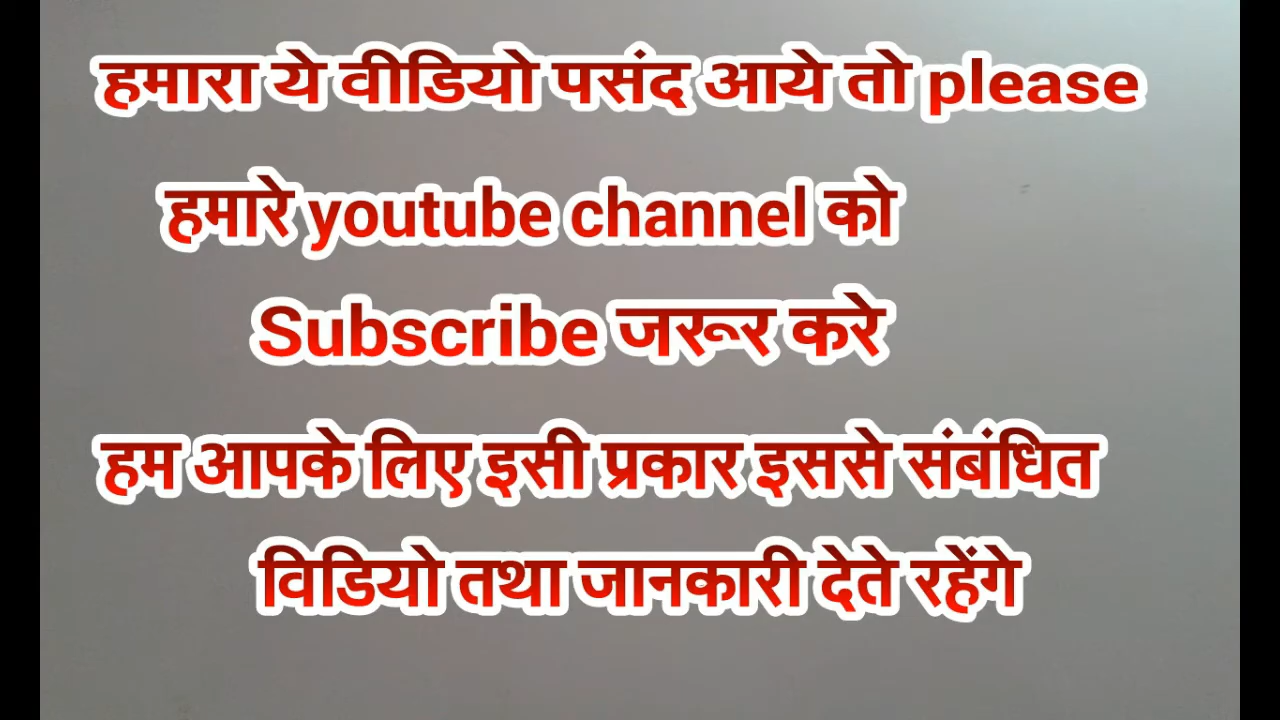 हमारा ये वीडियो पसंद आये तो please
हमारे youtube channel को
Subscribe जरूर करे
हम आपके लिए इसी प्रकार इससे संबंधित
विडियो तथा जानकारी देते रहेंगे